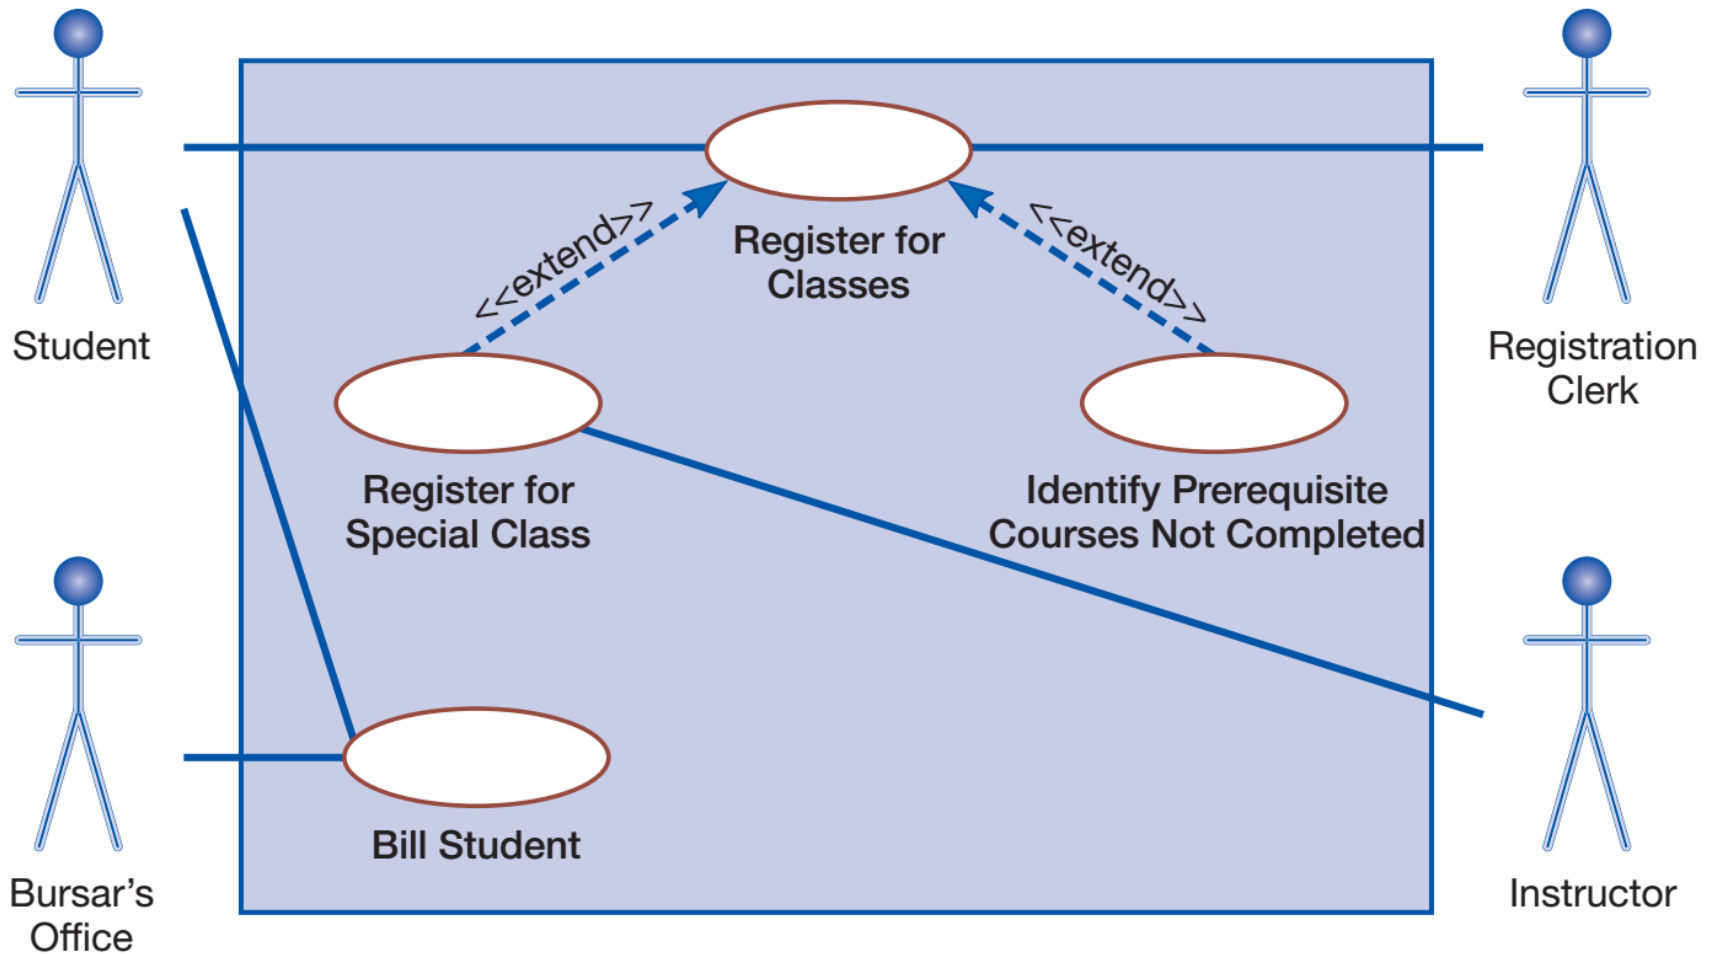 <<extend>>
<<extend>>
Register for
Classes
Student
Registration
Clerk
Register for
Special Class
Identify Prerequisite
Courses Not Completed
Bill Student
Bursar’s
Office
Instructor